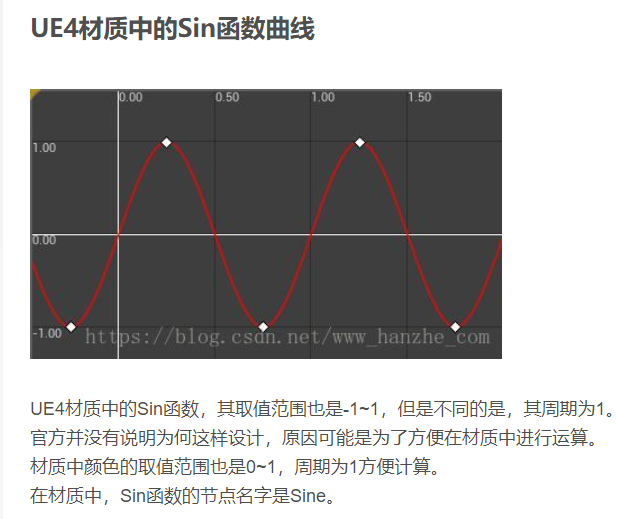 UE4材质中的Sin函数曲线
0.00 0.50 1.00 1.50
1.00
0.00
-1.00
https://blog.csdn.net/www_hanzhe_com
UE4材质中的Sin函数，其取值范围也是-1~1，但是不同的是，其周期为1。
官方并没有说明为何这样设计，原因可能是为了方便在材质中进行运算。
材质中颜色的取值范围也是0~1，周期为1方便计算。
在材质中，Sin函数的节点名字是Sine。